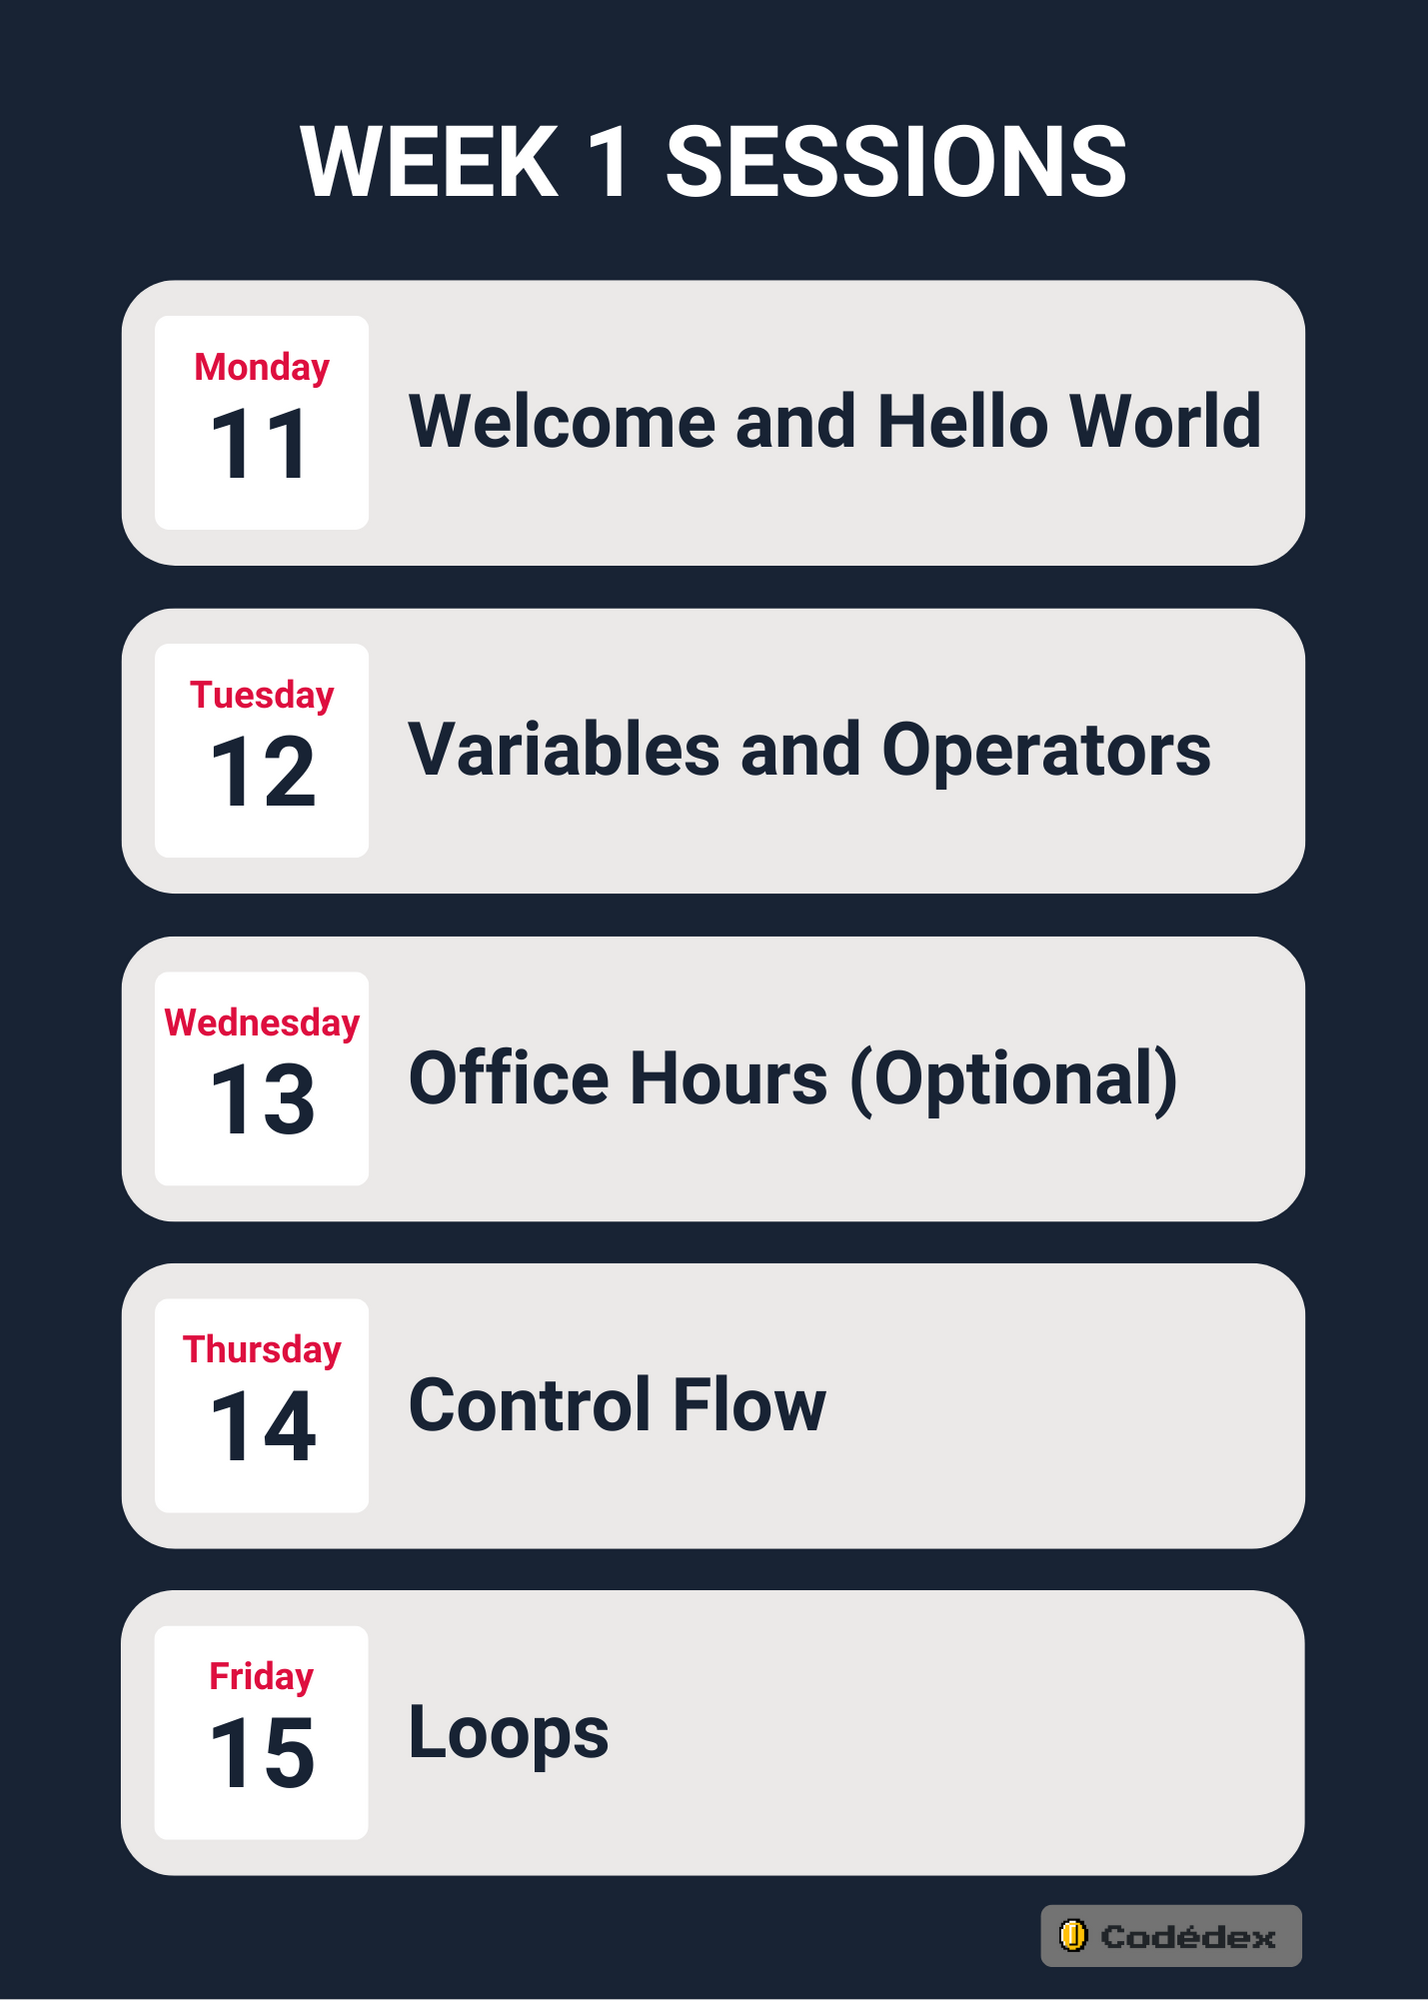 WEEK 1 SESSIONS
Monday
11
Welcome and Hello World
Tuesday
12
Variables and Operators
Wednesday
13
Office Hours (Optional)
Thursday
14
Control Flow
Friday
15
Loops
Codédex